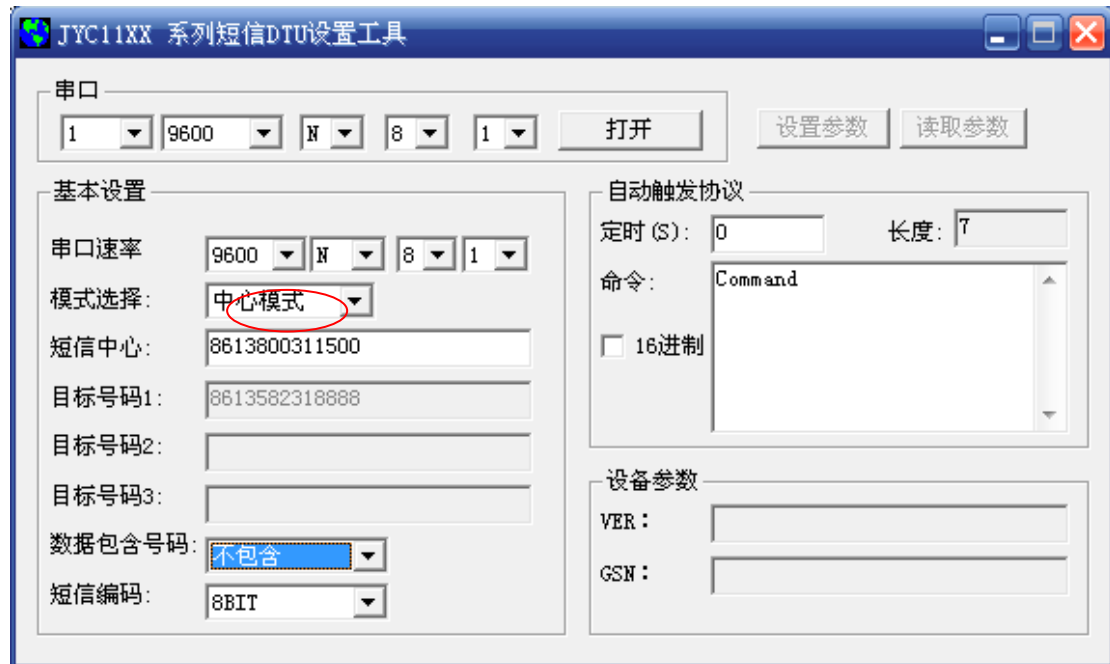 JYC11XX 系列短信DTU设置工具
串口
1 9600 N 8 1 打开 设置参数 读取参数
基本设置
串口速率 9600 N 8 1
模式选择: 中心模式
短信中心: 8613800311500
目标号码1: 8613582318888
目标号码2:
目标号码3:
数据包含号码: 不包含
短信编码: 8BIT
自动触发协议
定时(S): 0 长度: 7
命令: Command
16进制
设备参数
VER:
GSN: